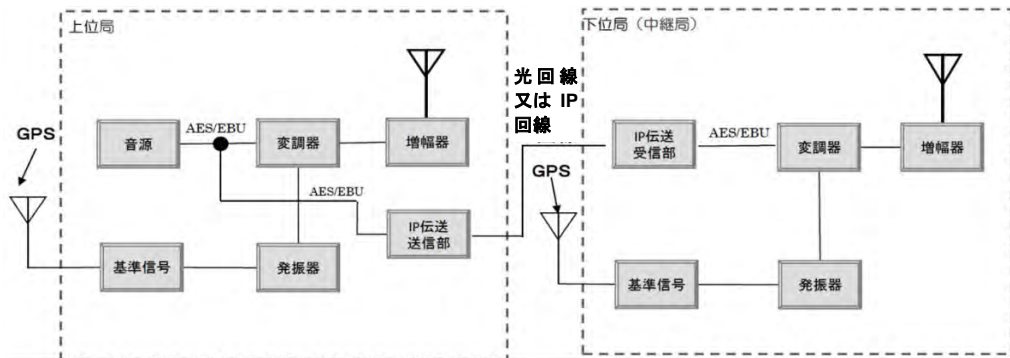 上位局
GPS
音源
AES/EBU
変調器
増幅器
AES/EBU
IP伝送
送信部
基準信号
発振器
光回線
又は IP
回線
下位局（中継局）
GPS
IP伝送
受信部
AES/EBU
変調器
増幅器
基準信号
発振器